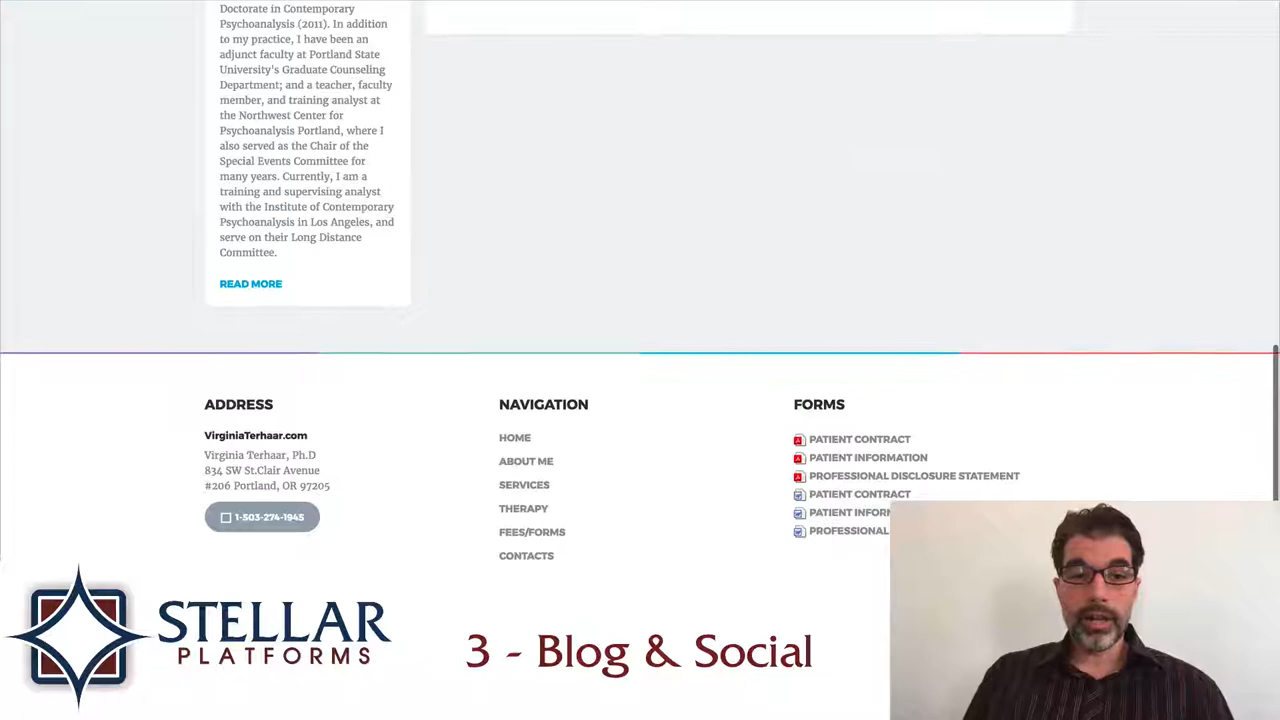 Doctorate in Contemporary
Psychoanalysis (2011). In addition
to my practice, I have been an
adjunct faculty at Portland State
University's Graduate Counseling
Department; and a teacher, faculty
member, and training analyst at
the Northwest Center for
Psychoanalysis Portland, where I
also served as the Chair of the
Special Events Committee for
many years. Currently, I am a
training and supervising analyst
with the Institute of Contemporary
Psychoanalysis in Los Angeles, and
serve on their Long Distance
Committee.
READ MORE
ADDRESS
VirginiaTerhaar.com
Virginia Terhaar, Ph.D
834 SW St.Clair Avenue
#206 Portland, OR 97205
1-503-274-1945
NAVIGATION
HOME
ABOUT ME
SERVICES
THERAPY
FEES/FORMS
CONTACTS
FORMS
PATIENT CONTRACT
PATIENT INFORMATION
PROFESSIONAL DISCLOSURE STATEMENT
PATIENT CONTRACT
PATIENT INFORM
PROFESSIONAL
STELLAR
PLATFORMS
3 - Blog & Social